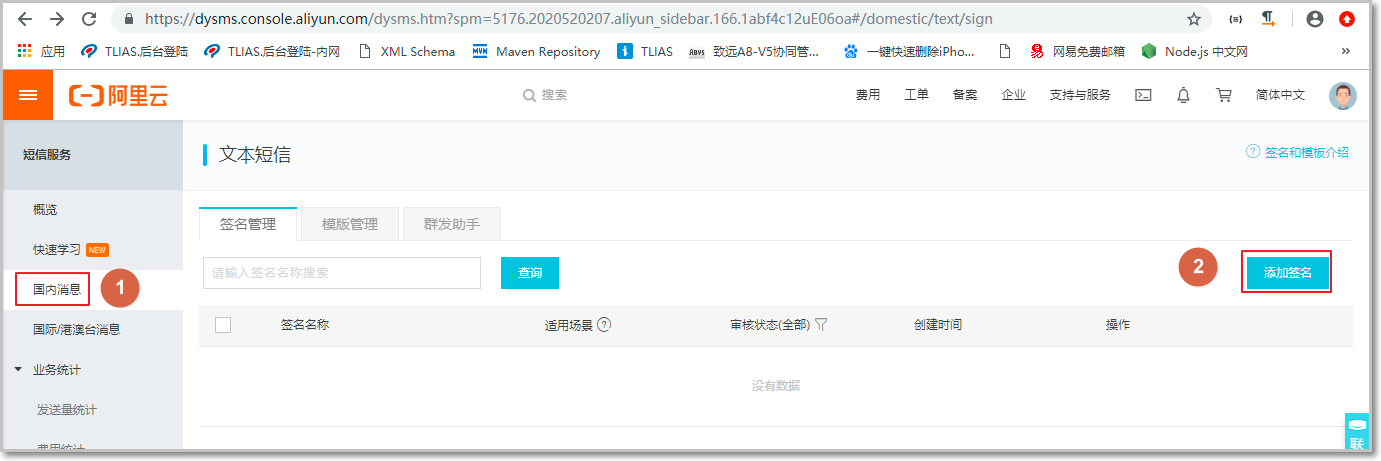 https://dysms.console.aliyun.com/dysms.htm?spm=5176.2020520207.aliyun_sidebar.166.1abf4c12uE06oa#/domestic/text/sign
应用 TLIAS.后台登陆 TLIAS.后台登陆-内网 XML Schema Maven Repository TLIAS 致远A8-V5协同管... 一键快速删除iPho... 网易免费邮箱 Node.js 中文网 »
阿里云 搜索 费用 工单 备案 企业 支持与服务 简体中文
短信服务
文本短信
签名和模板介绍
概览
快速学习 NEW
国内消息
国际/港澳台消息
业务统计
发送量统计
费用统计
签名管理 模版管理 群发助手
1
请输入签名名称搜索 查询 2 添加签名
签名名称 适用场景 审核状态(全部) 创建时间 操作
没有数据
联